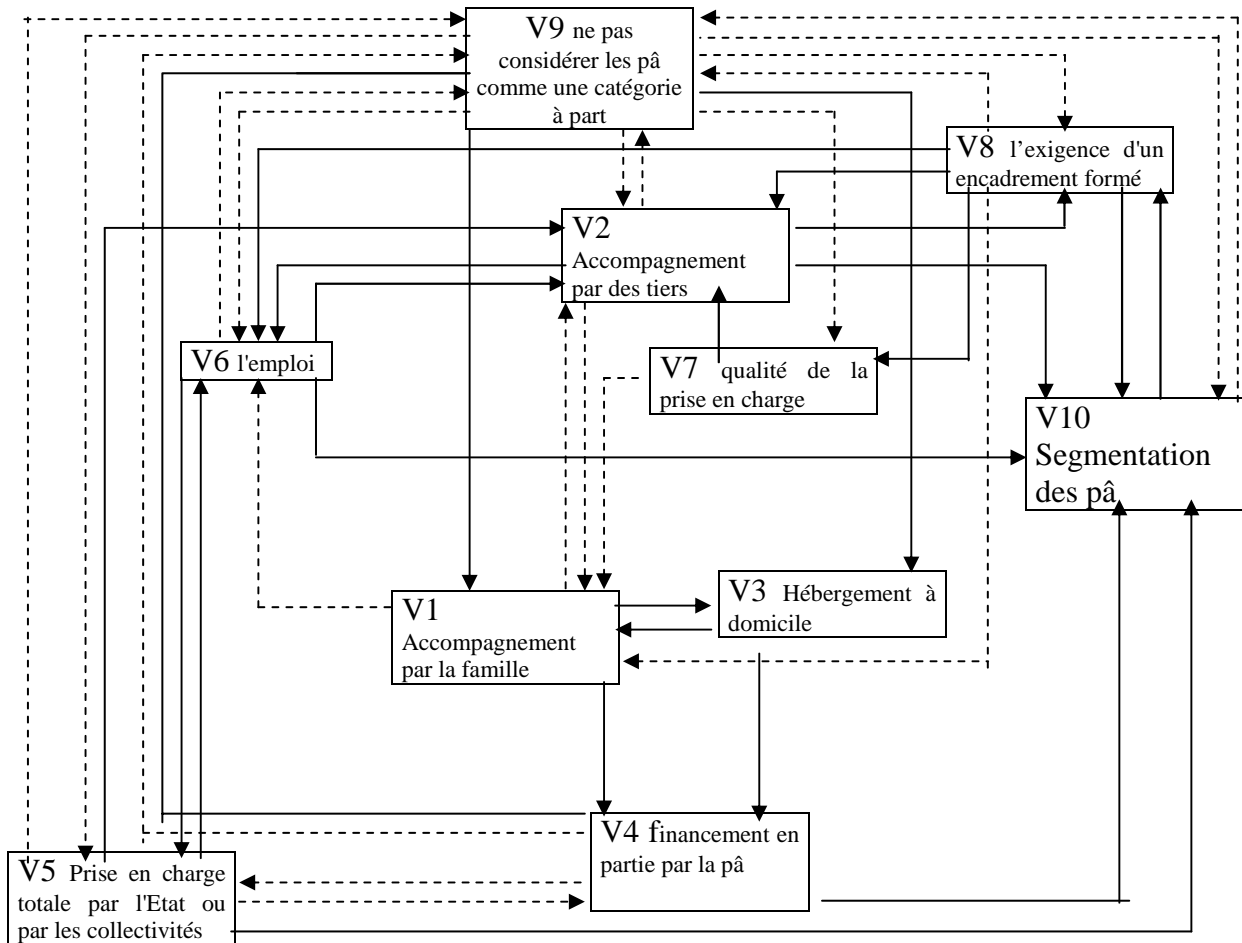 V9 ne pas
considérer les pâ
comme une catégorie
à part
V8 l’exigence d'un
encadrement formé
V2
Accompagnement
par des tiers
V6 l'emploi
V7 qualité de la
prise en charge
V10
Segmentation
des pâ
V3 Hébergement à
domicile
V1
Accompagnement
par la famille
V4 financement en
partie par la pâ
V5 Prise en charge
totale par l'Etat ou
par les collectivités